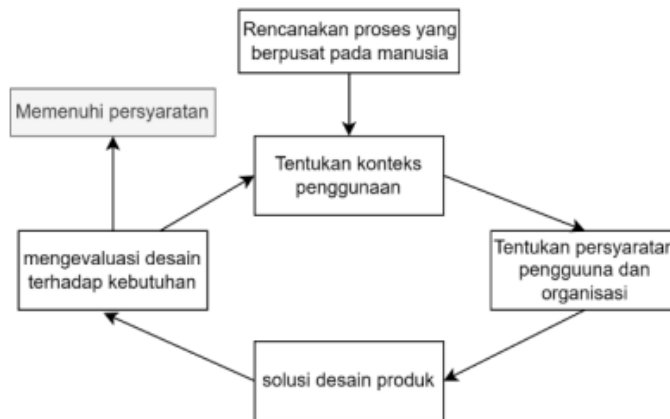 Rencanakan proses yang
berpusat pada manusia
Memenuhi persyaratan
Tentukan konteks
penggunaan
mengevaluasi desain
terhadap kebutuhan
Tentukan persyaratan
pengguuna dan
organisasi
solusi desain produk